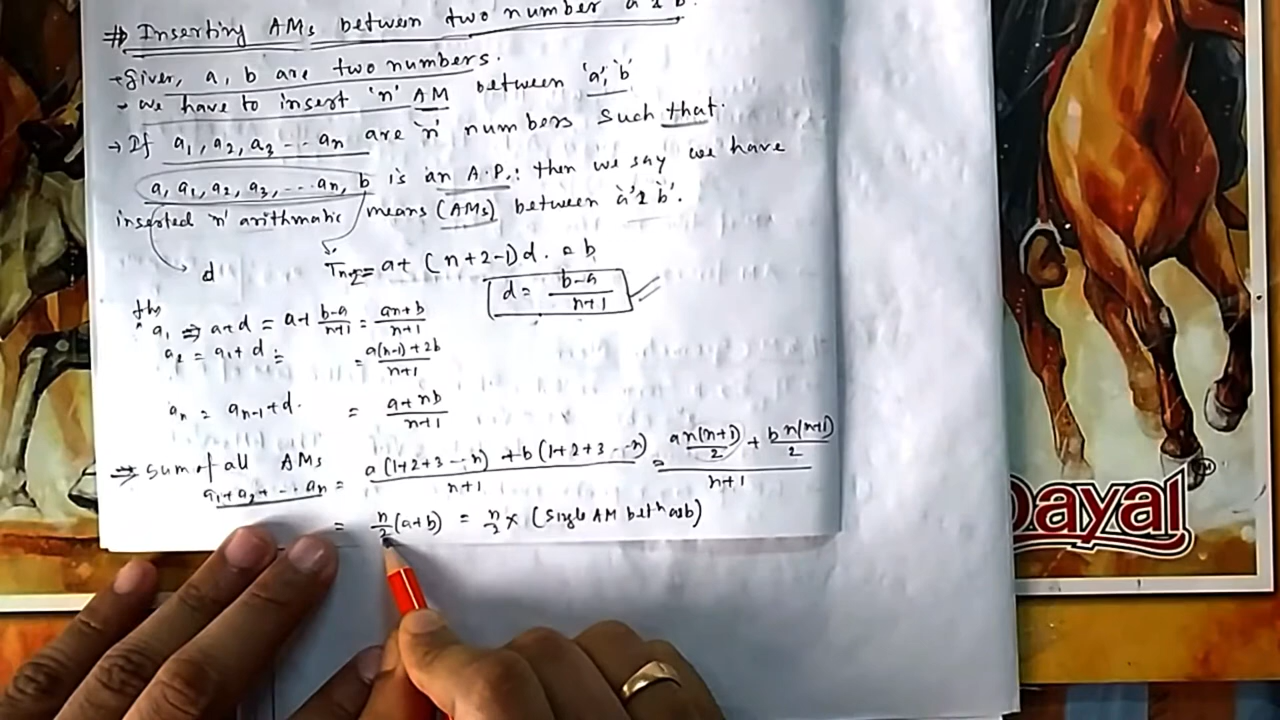 ⇒ Inserting AMs between two number a & b.
→ Given, a, b are two numbers.
→ we have to insert 'n' AM between 'a', 'b'
→ If a₁, a₂, a₃ --- aₙ are 'n' numbers such that
a, a₁, a₂, a₃, --- aₙ, b is an A.P.: then we say we have
inserted 'n' arithmatic means (AMs) between 'a' & 'b'.
d Tₙ₊₂ = a + (n+2-1)d. = b
d = b-a / n+1
a₁ ⇒ a+d = a + b-a / n+1 = an+b / n+1
a₂ = a₁+d = = a(n-1)+2b / n+1
aₙ = aₙ₋₁+d. = a+nb / n+1
⇒ Sum of all AMs
a₁+a₂+---aₙ = a(1+2+3---n) + b(1+2+3---n) / n+1 = a n(n+1)/2 + b n(n+1)/2 / n+1
= n/2 (a+b) = n/2 × (Single AM beth a&b)
Dayal
TM